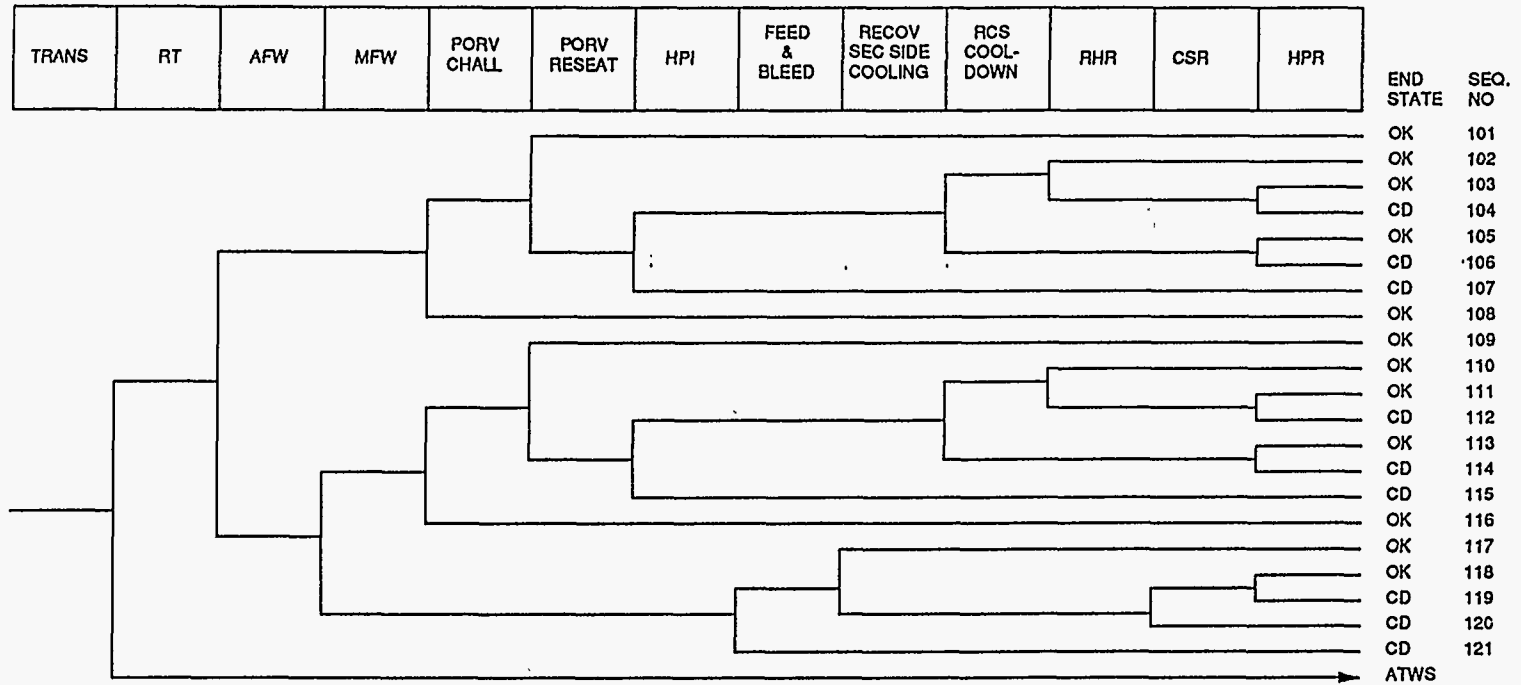 TRANS
RT
AFW
MFW
PORV
CHALL
PORV
RESEAT
HPI
FEED
&
BLEED
RECOV
SEC SIDE
COOLING
RCS
COOL-
DOWN
RHR
CSR
HPR
END
STATE
SEQ.
NO
OK 101
OK 102
OK 103
CD 104
OK 105
CD 106
CD 107
OK 108
OK 109
OK 110
OK 111
CD 112
OK 113
CD 114
CD 115
OK 116
OK 117
OK 118
CD 119
CD 120
CD 121
ATWS